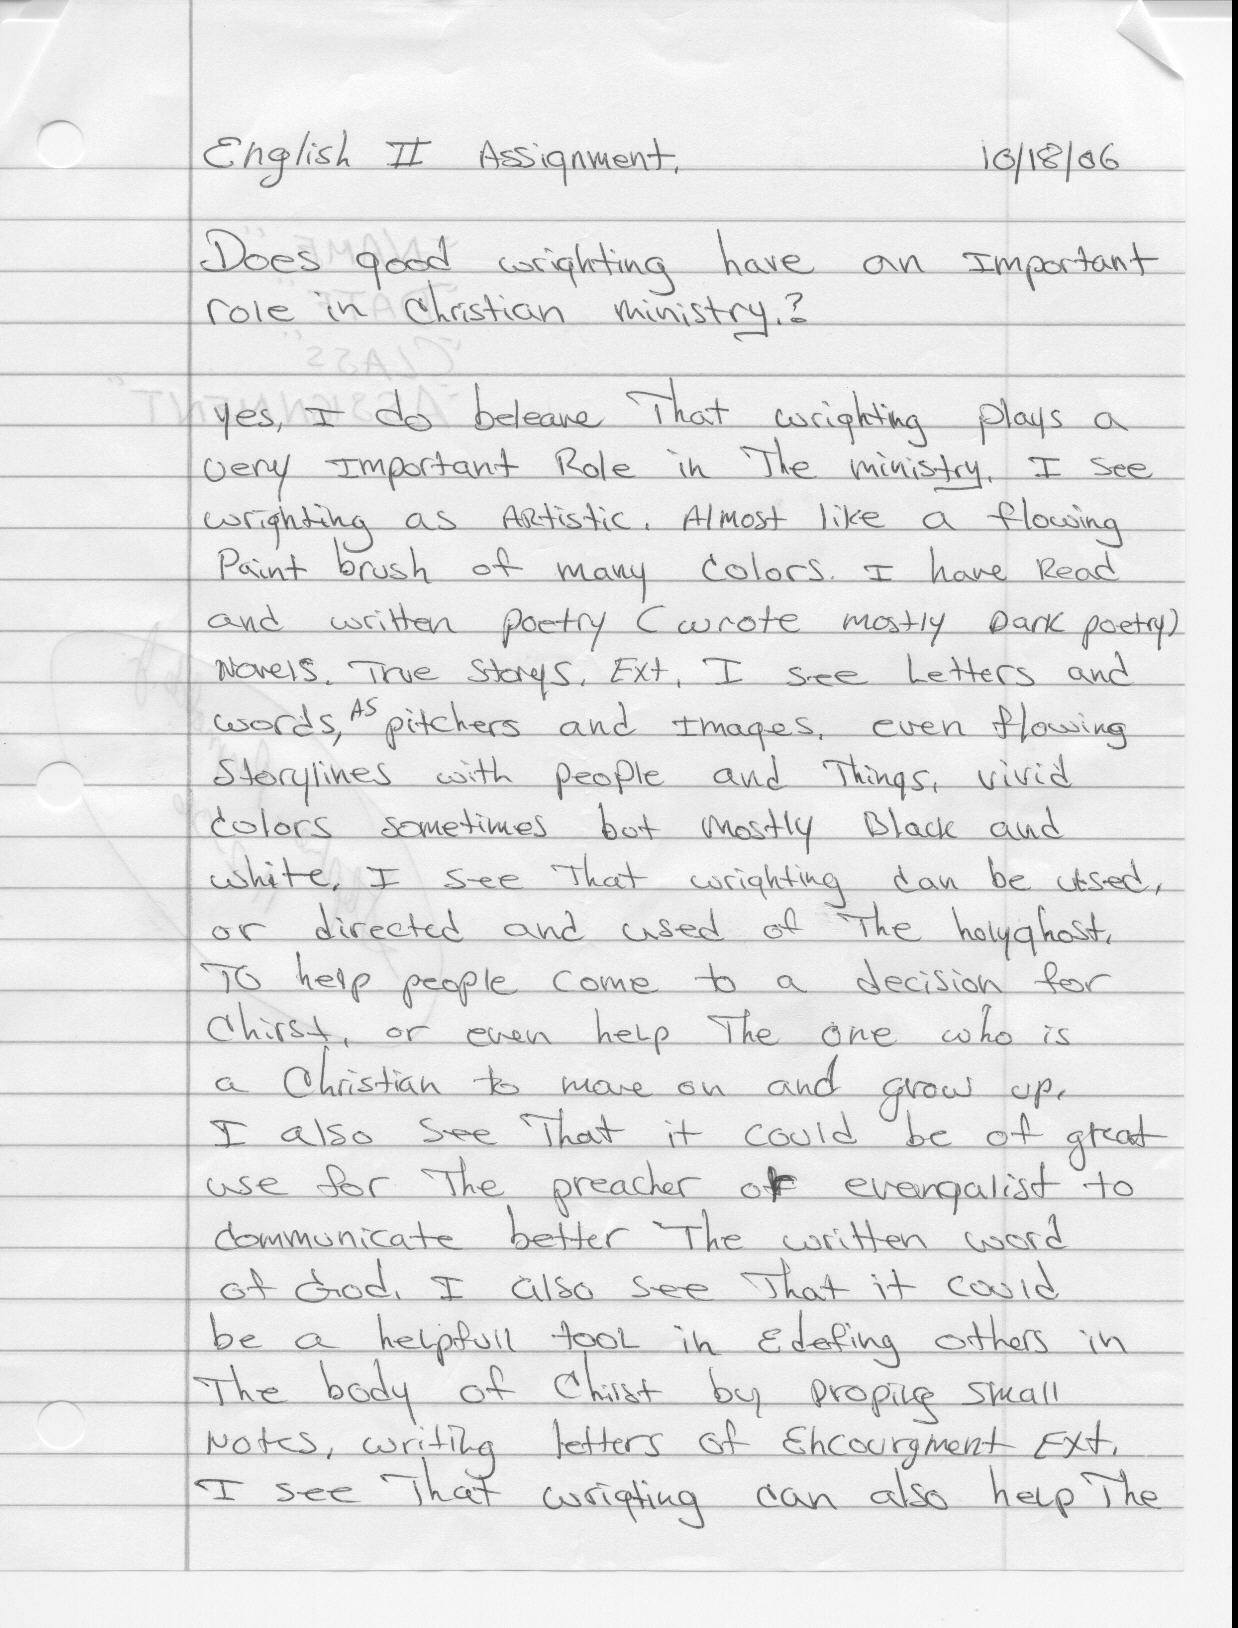 English II Assignment. 10/18/06
Does good wrighting have an Important
role in Christian ministry.?
yes, I do beleave That wrighting plays a
very Important Role in The ministry. I see
wrighting as ARtistic. Almost like a flowing
Paint brush of many colors. I have Read
and written poetry (wrote mostly Dark poetry)
Novels. True Storys. Ext. I see Letters and
words, AS pitchers and Images. even flowing
Storylines with people and Things, vivid
colors sometimes but mostly Black and
white. I see That wrighting can be used,
or directed and used of The holyghost.
To help people come to a decision for
Chirst, or even help The one who is
a Christian to move on and grow up.
I also see That it could be of great
use for The preacher or evangalist to
communicate better The written word
of God. I also see That it could
be a helpfull tool in Edefing others in
The body of Chirst by Droping small
Notes, writing letters of Encourgment Ext.
I see That wrigting can also help The
"NAME"
"DATE"
"CLASS"
"ASSIGNMENT"